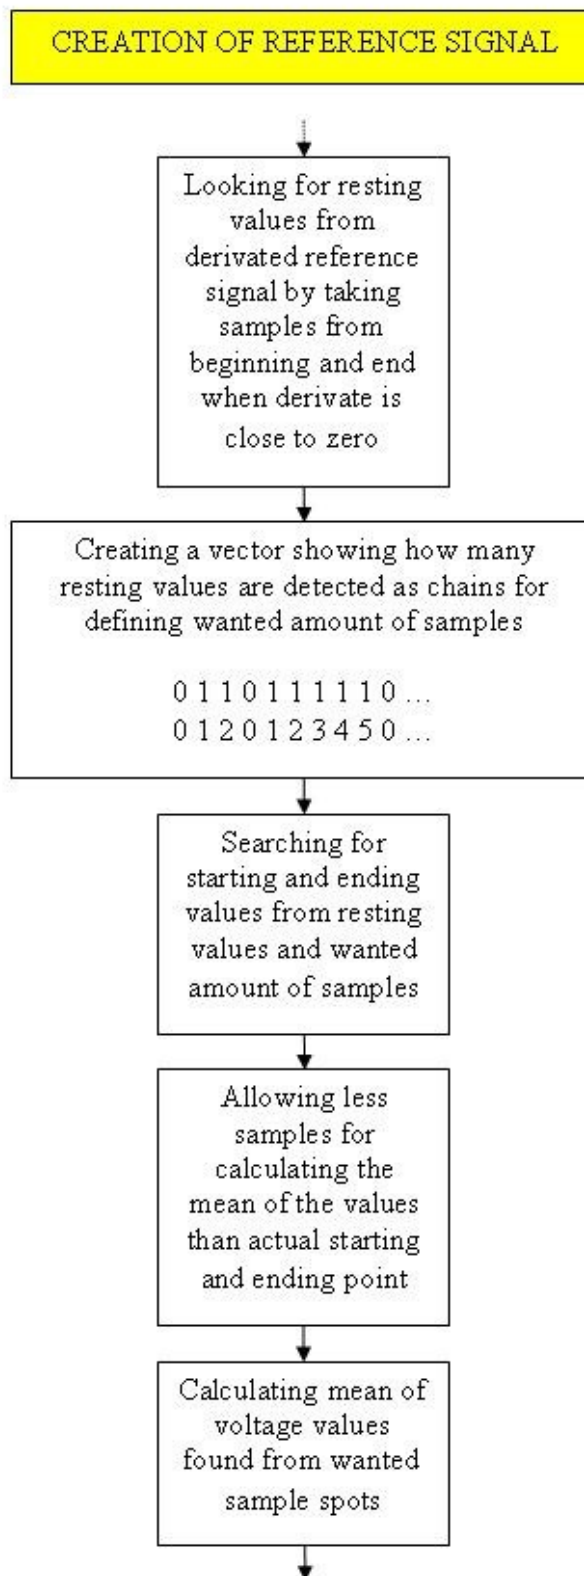 CREATION OF REFERENCE SIGNAL
Looking for resting
values from
derivated reference
signal by taking
samples from
beginning and end
when derivate is
close to zero
Creating a vector showing how many
resting values are detected as chains for
defining wanted amount of samples
0 1 1 0 1 1 1 1 1 0 ...
0 1 2 0 1 2 3 4 5 0 ...
Searching for
starting and ending
values from resting
values and wanted
amount of samples
Allowing less
samples for
calculating the
mean of the values
than actual starting
and ending point
Calculating mean of
voltage values
found from wanted
sample spots